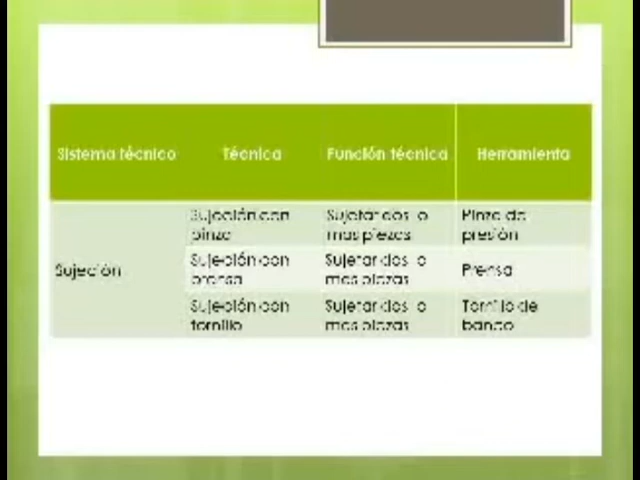 Sistema técnico Técnica Función técnica Herramienta
Sujeción
Sujeción con
pinza
Sujetar dos o
mas piezas
Pinza de
presión
Sujeción con
prensa
Sujetar dos o
mas piezas
Prensa
Sujeción con
tornillo
Sujetar dos o
mas piezas
Tornillo de
banco